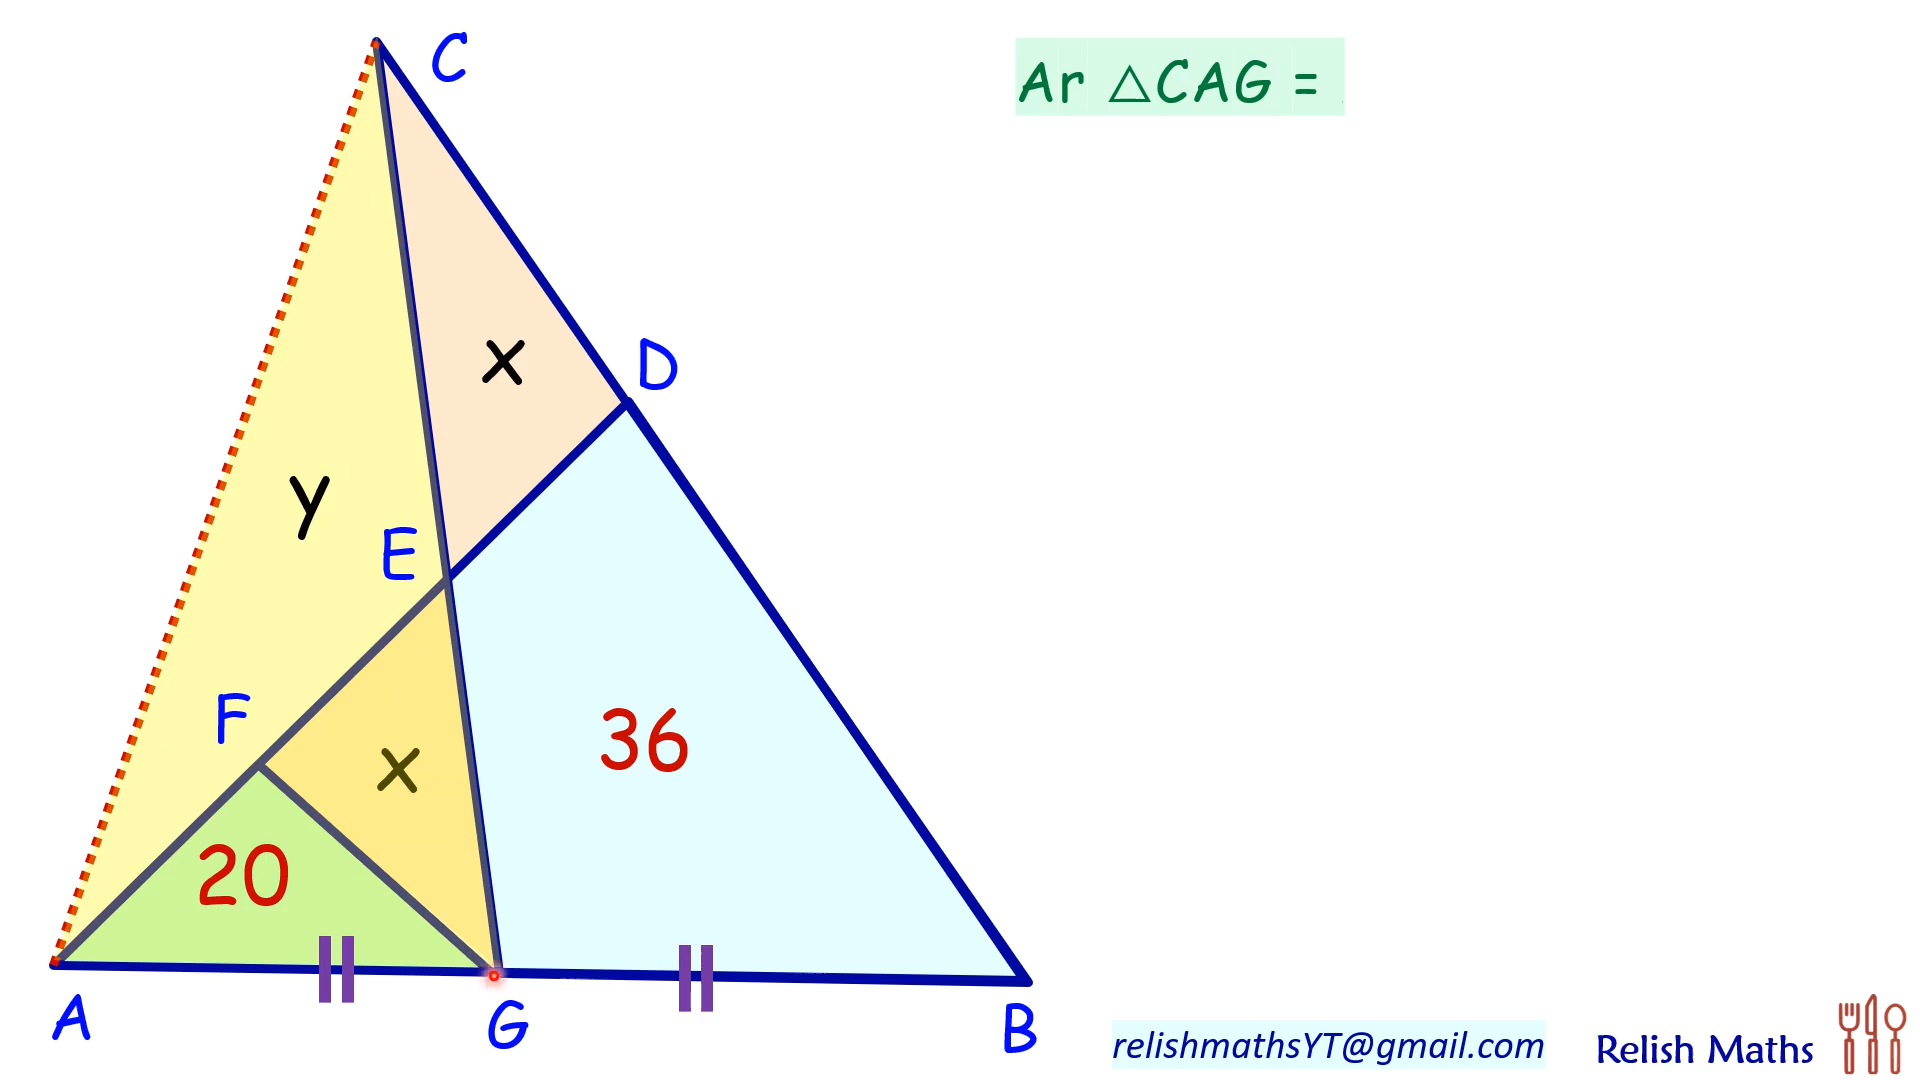 C
Ar △CAG =
x
D
y
E
F
36
x
20
A
G
B
relishmathsYT@gmail.com
Relish Maths